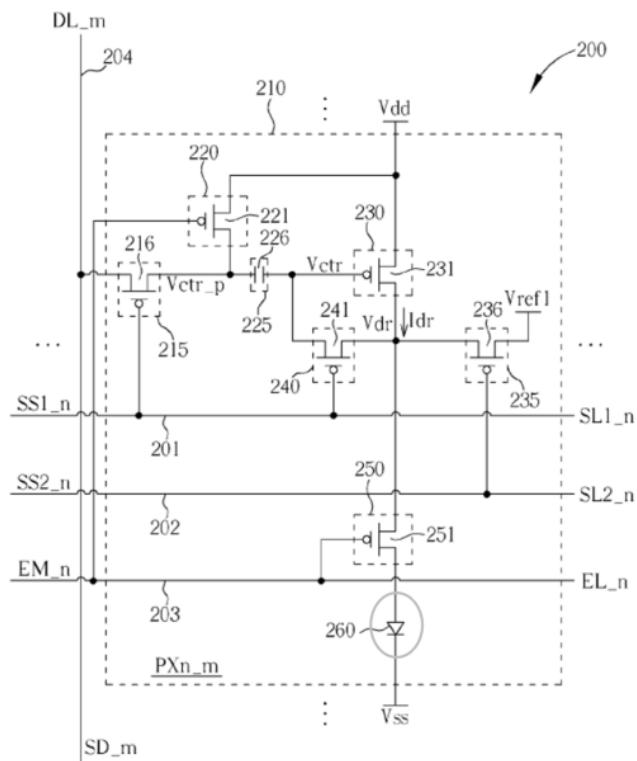 DL_m
204
200
210
Vdd
220
221
230
226
216
Vctr
231
Vctr_p
225
Vref1
215
241
Vdr
Idr
236
240
235
SS1_n
SL1_n
201
SS2_n
SL2_n
202
250
251
EM_n
EL_n
203
260
PXn_m
Vss
SD_m